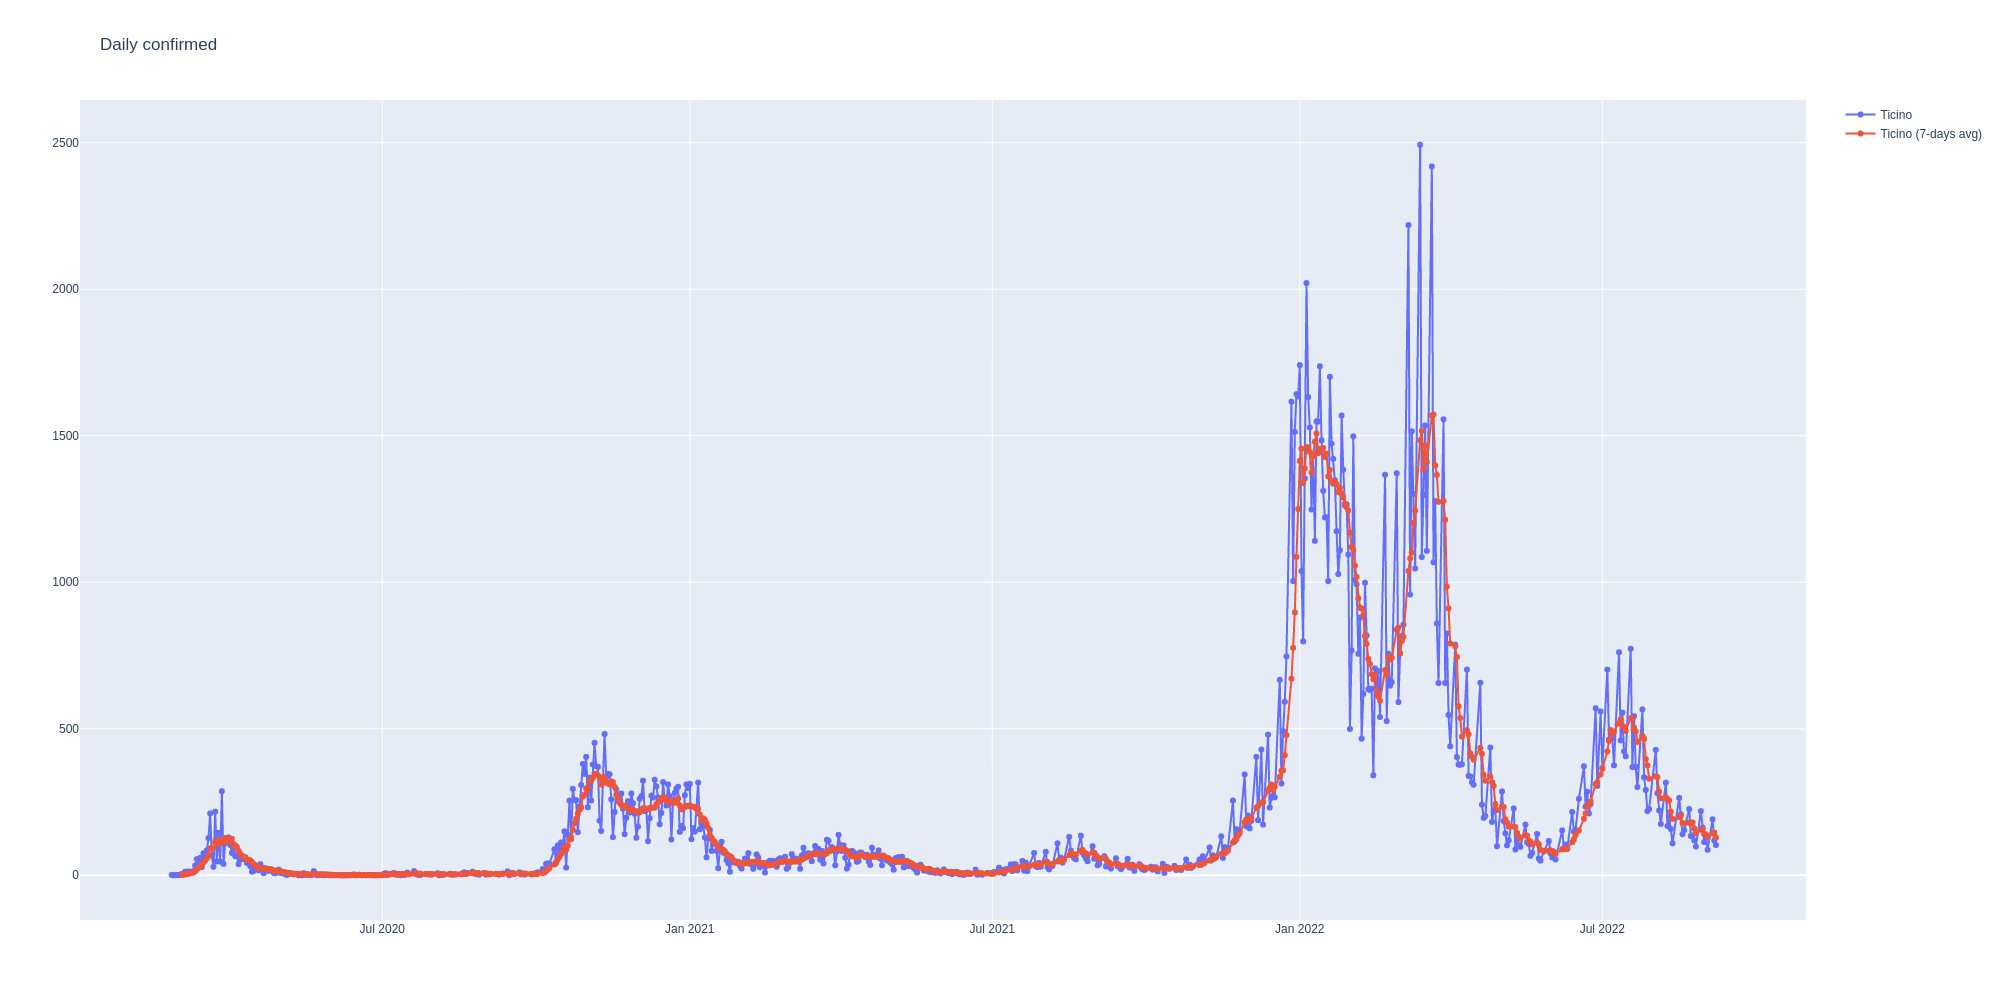 Daily confirmed
Ticino
Ticino (7-days avg)
2500
2000
1500
1000
500
0
Jul 2020
Jan 2021
Jul 2021
Jan 2022
Jul 2022